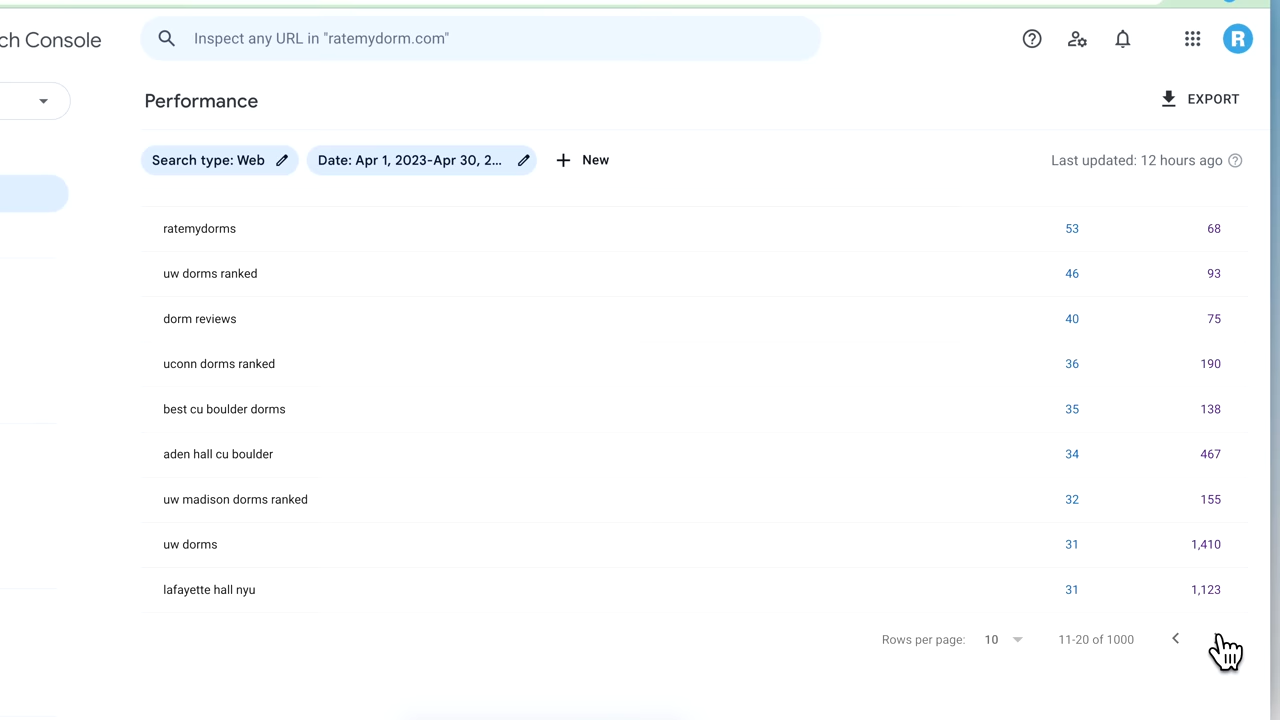 ch Console
Inspect any URL in "ratemydorm.com"
R
Performance
EXPORT
Search type: Web
Date: Apr 1, 2023-Apr 30, 2...
New
Last updated: 12 hours ago
ratemydorms 53 68
uw dorms ranked 46 93
dorm reviews 40 75
uconn dorms ranked 36 190
best cu boulder dorms 35 138
aden hall cu boulder 34 467
uw madison dorms ranked 32 155
uw dorms 31 1,410
lafayette hall nyu 31 1,123
Rows per page: 10 11-20 of 1000